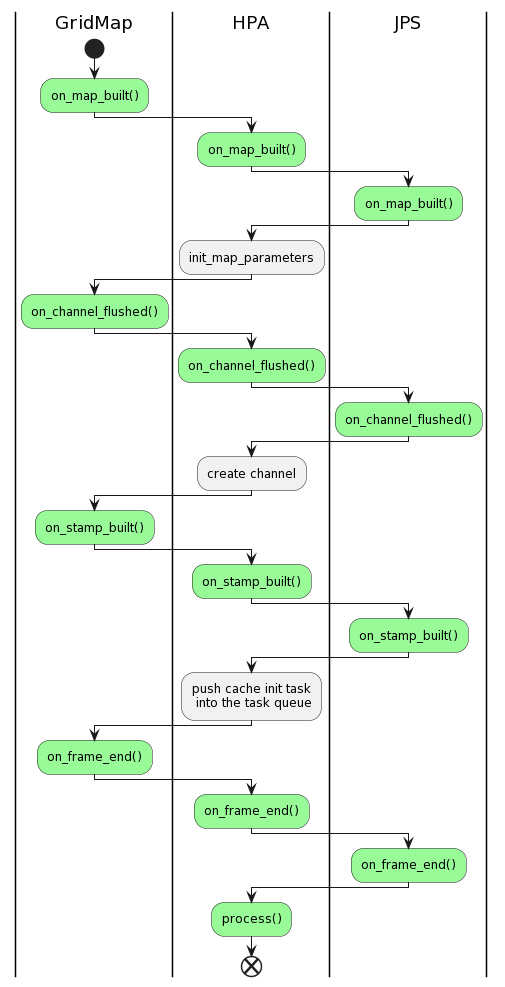 GridMap
HPA
JPS
on_map_built()
on_map_built()
on_map_built()
init_map_parameters
on_channel_flushed()
on_channel_flushed()
on_channel_flushed()
create channel
on_stamp_built()
on_stamp_built()
on_stamp_built()
push cache init task
into the task queue
on_frame_end()
on_frame_end()
on_frame_end()
process()